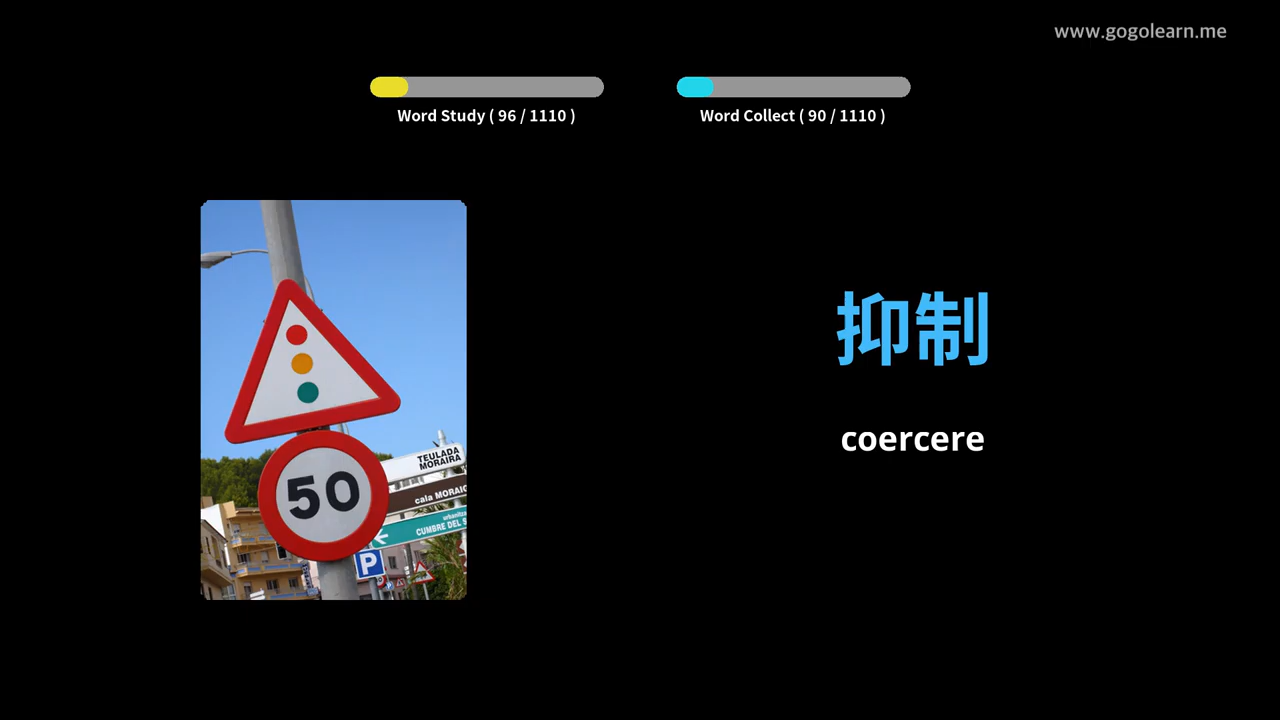 www.gogolearn.me
Word Study ( 96 / 1110 )
Word Collect ( 90 / 1110 )
抑制
coercere
50
TEULADA
MORAIRA
cala MORAIG
CUMBRE DEL S
P